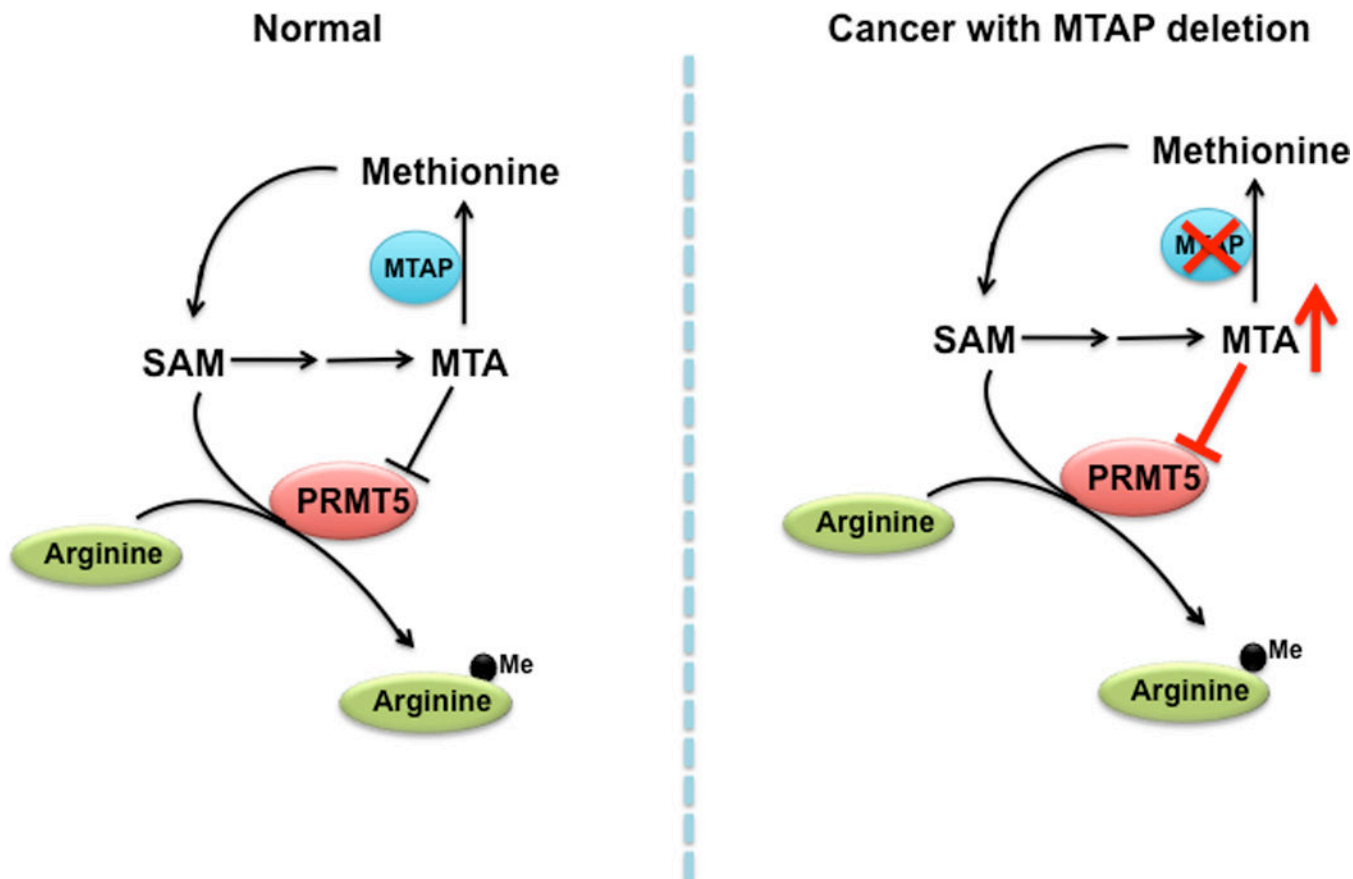 Normal
Methionine
MTAP
SAM
MTA
PRMT5
Arginine
Me
Arginine
Cancer with MTAP deletion
Methionine
MTAP
SAM
MTA
PRMT5
Arginine
Me
Arginine